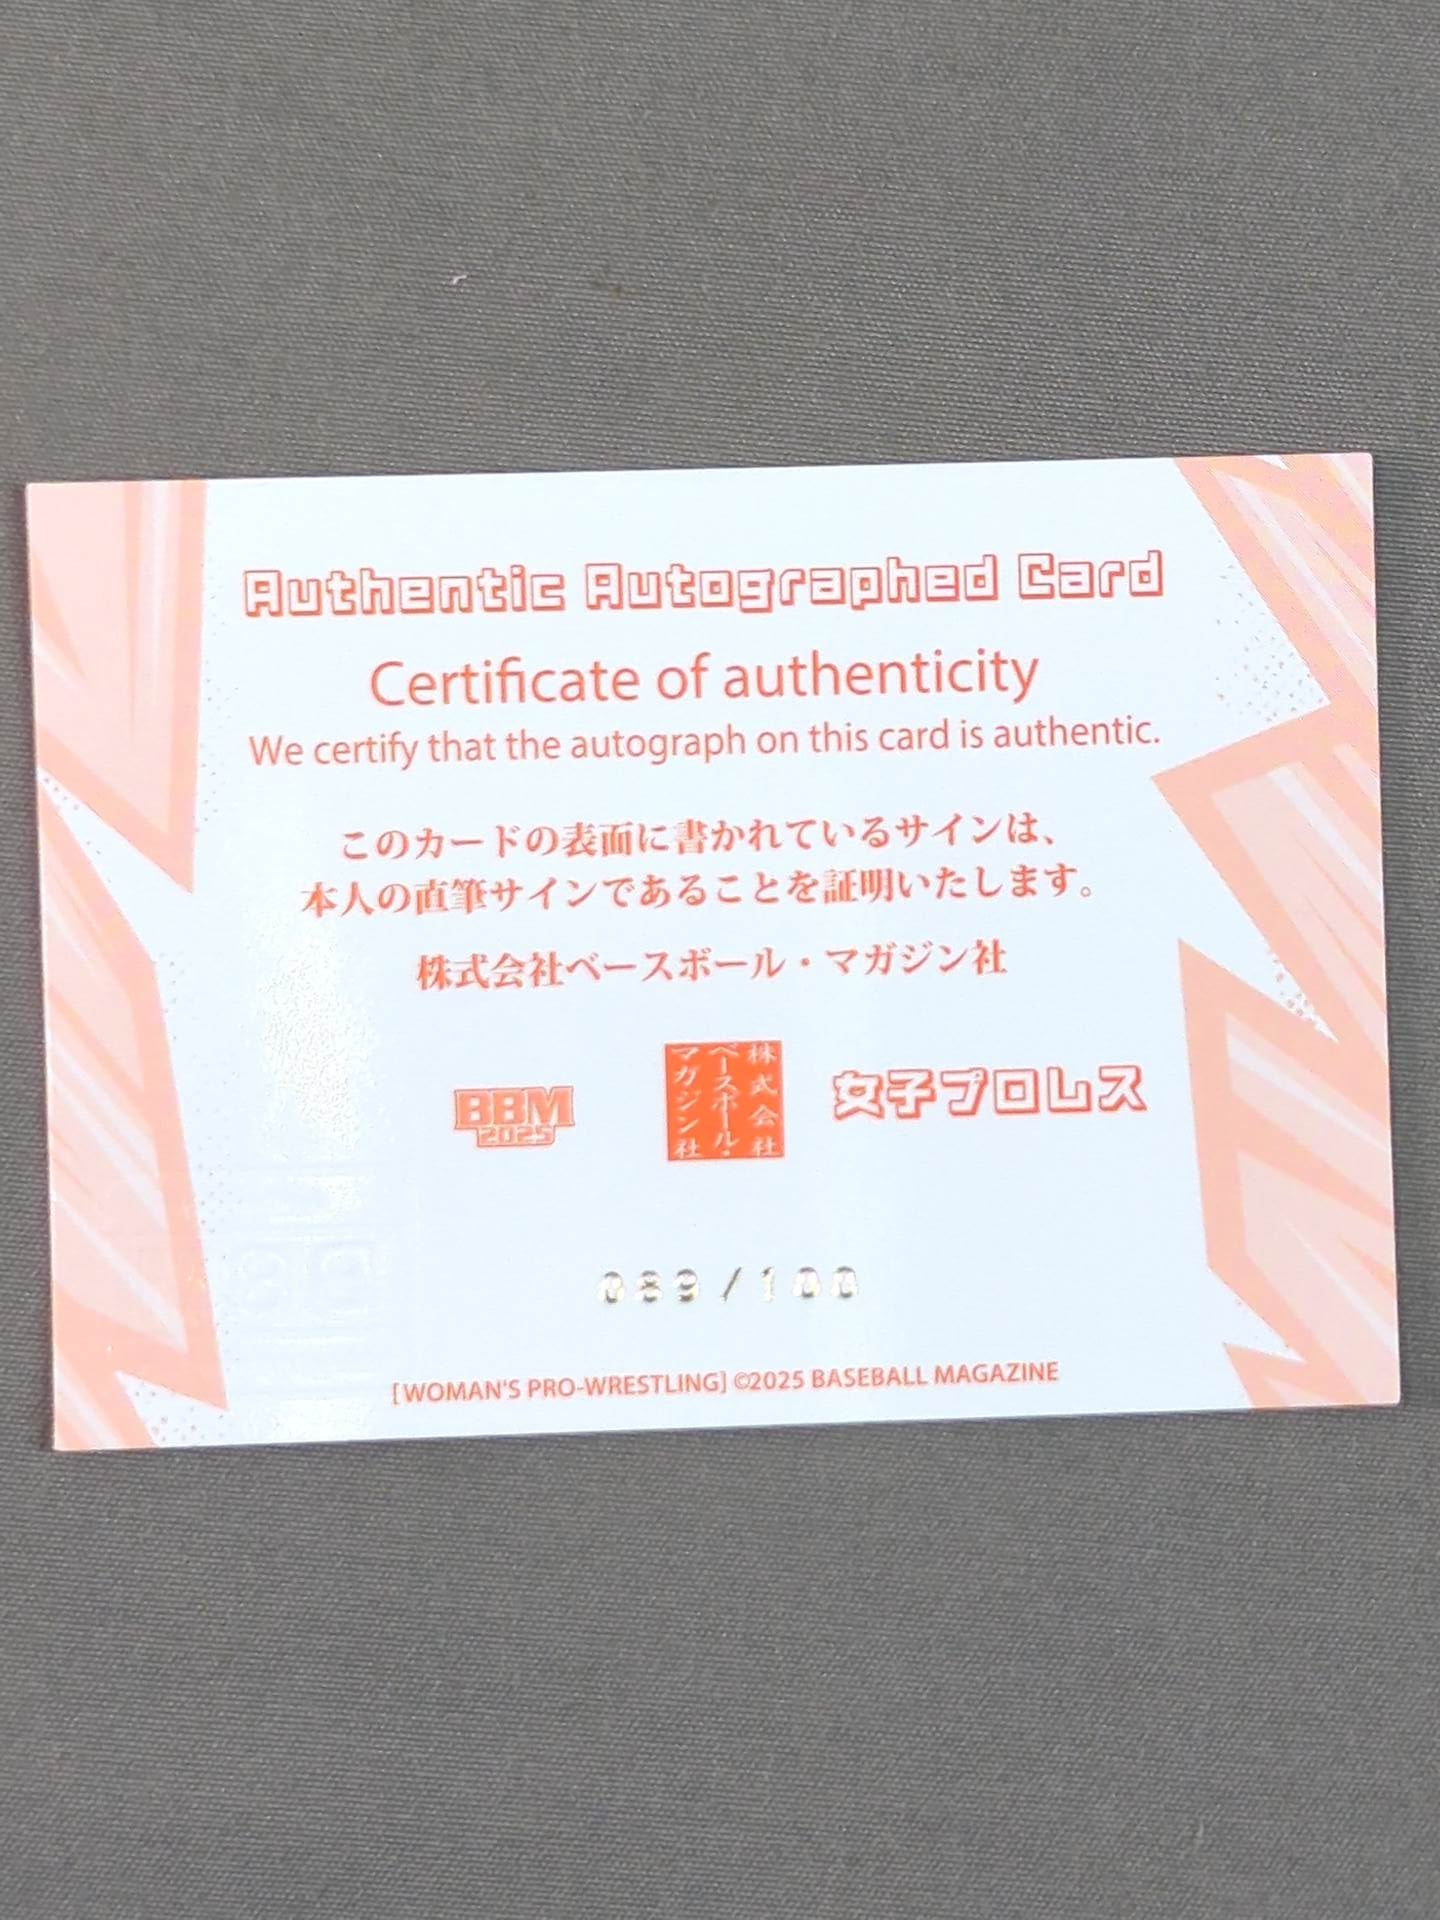 Authentic Autographed Card
Certificate of authenticity
We certify that the autograph on this card is authentic.
このカードの表面に書かれているサインは、
本人の直筆サインであることを証明いたします。
株式会社ベースボール・マガジン社
BBM
2025
株式会社
ベースボール・
マガジン社
女子プロレス
089/100
[WOMAN'S PRO-WRESTLING] ©2025 BASEBALL MAGAZINE